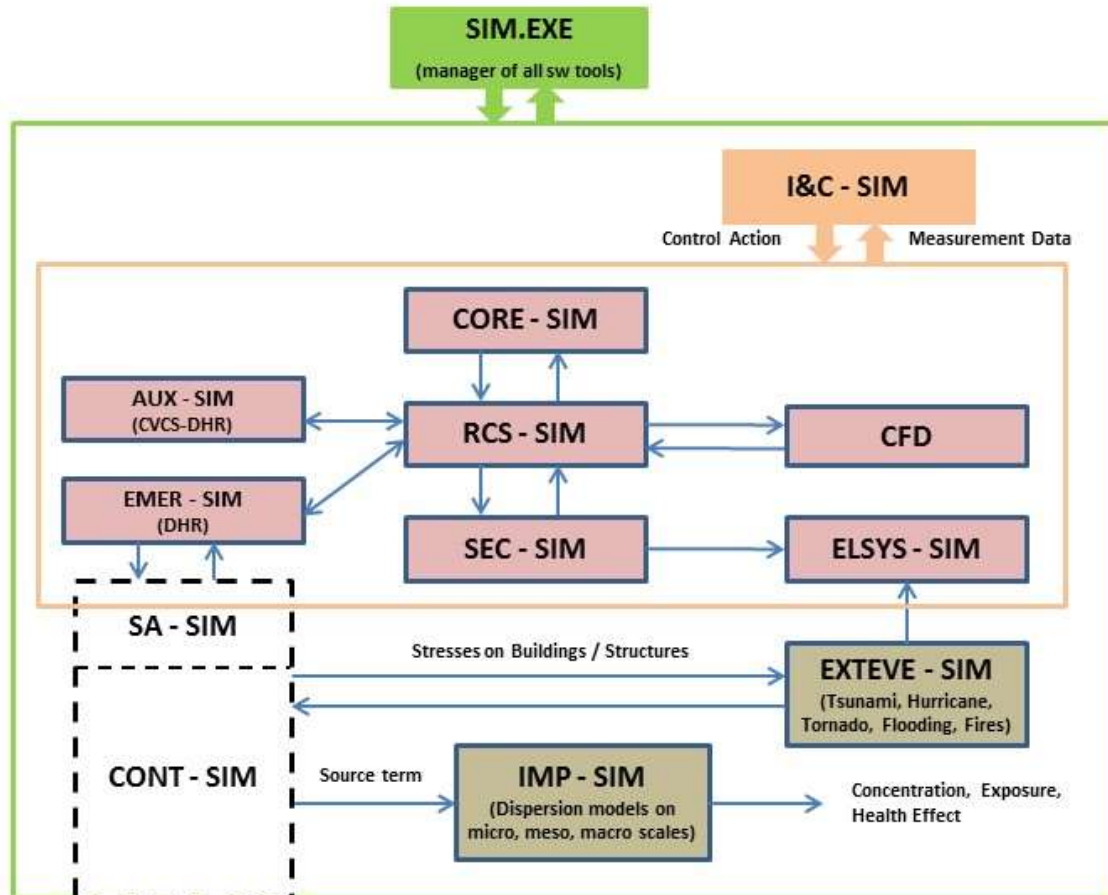 SIM.EXE
(manager of all sw tools)
I&C - SIM
Control Action
Measurement Data
CORE - SIM
AUX - SIM
(CVCS-DHR)
RCS - SIM
CFD
EMER - SIM
(DHR)
SEC - SIM
ELSYS - SIM
SA - SIM
Stresses on Buildings / Structures
EXTEVE - SIM
(Tsunami, Hurricane,
Tornado, Flooding, Fires)
CONT - SIM
Source term
IMP - SIM
(Dispersion models on
micro, meso, macro scales)
Concentration, Exposure,
Health Effect